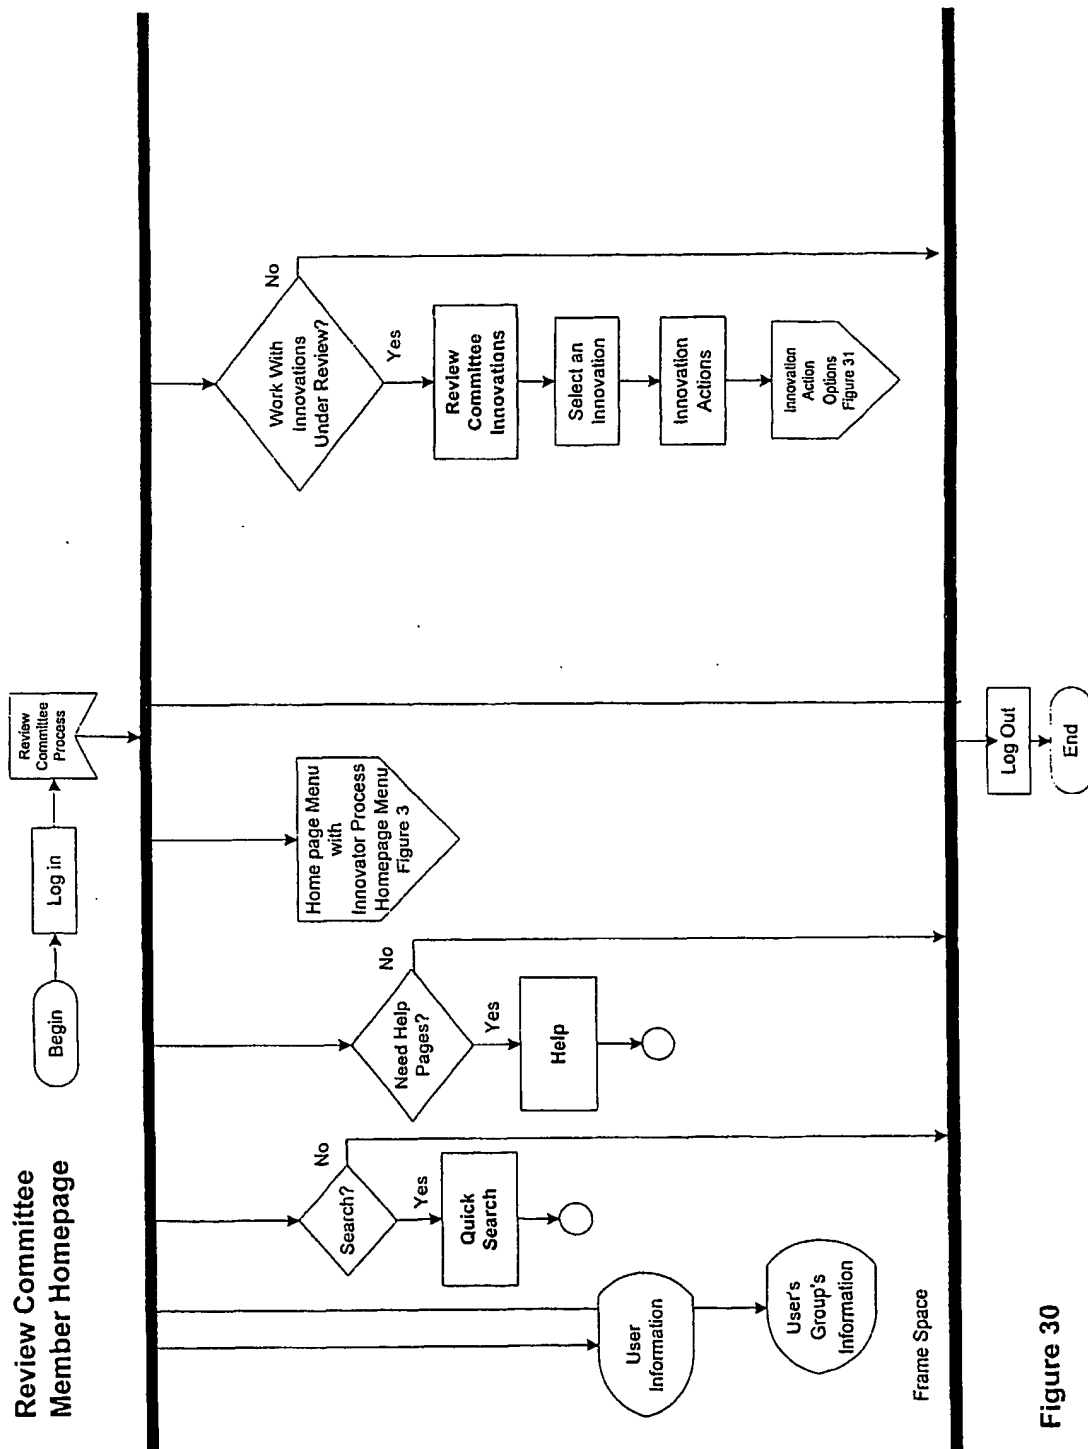 Review Committee
Member Homepage
Begin
Log in
Review
Committee
Process
User
Information
User's
Group's
Information
Frame Space
Search?
No
Yes
Quick
Search
Need Help
Pages?
No
Yes
Help
Home page Menu
with
Innovator Process
Homepage Menu
Figure 3
Work With
Innovations
Under Review?
No
Yes
Review
Committee
Innovations
Select an
Innovation
Innovation
Actions
Innovation
Action
Options
Figure 31
Log Out
End
Figure 30